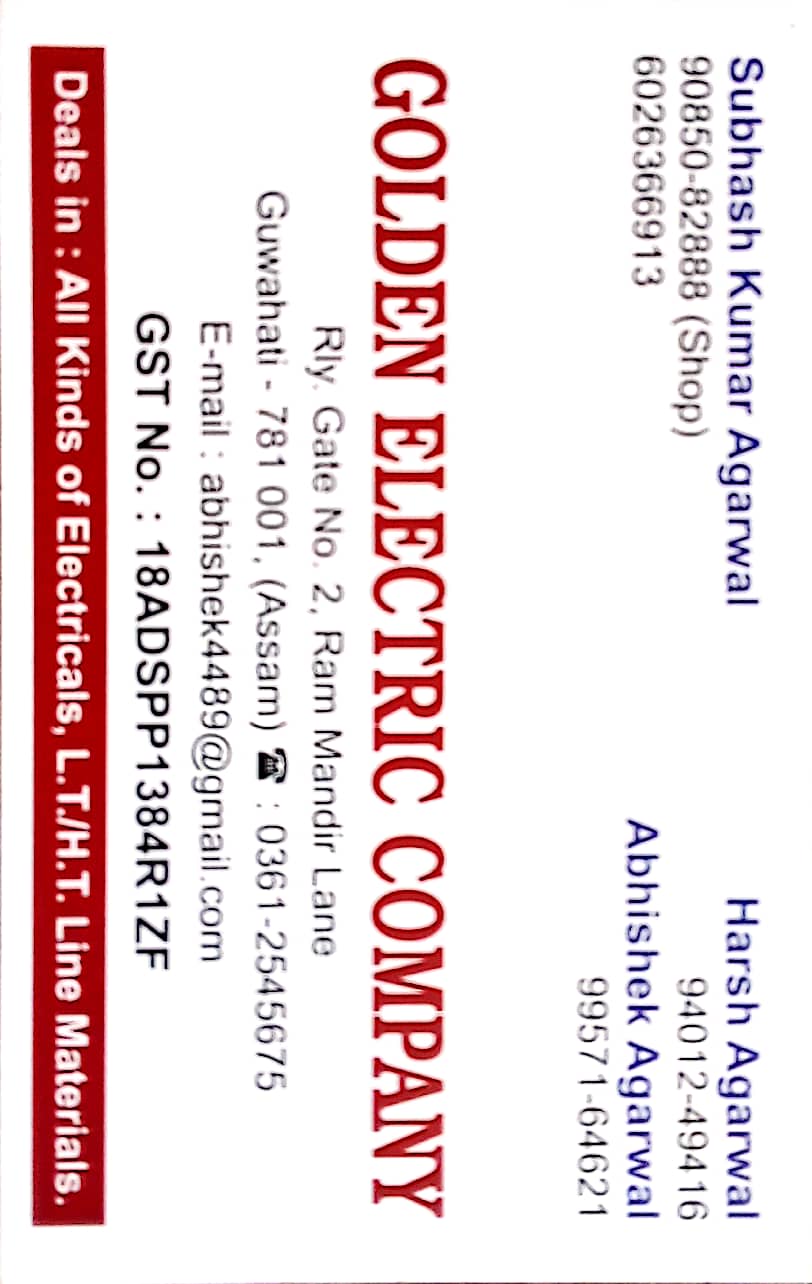 Subhash Kumar Agarwal
90850-82888 (Shop)
6026366913
Harsh Agarwal
94012-49416
Abhishek Agarwal
99571-64621
GOLDEN ELECTRIC COMPANY
Rly. Gate No. 2, Ram Mandir Lane
Guwahati - 781 001, (Assam) ☎ : 0361-2545675
E-mail : abhishek4489@gmail.com
GST No. : 18ADSPP1384R1ZF
Deals in : All Kinds of Electricals, L.T./H.T. Line Materials.